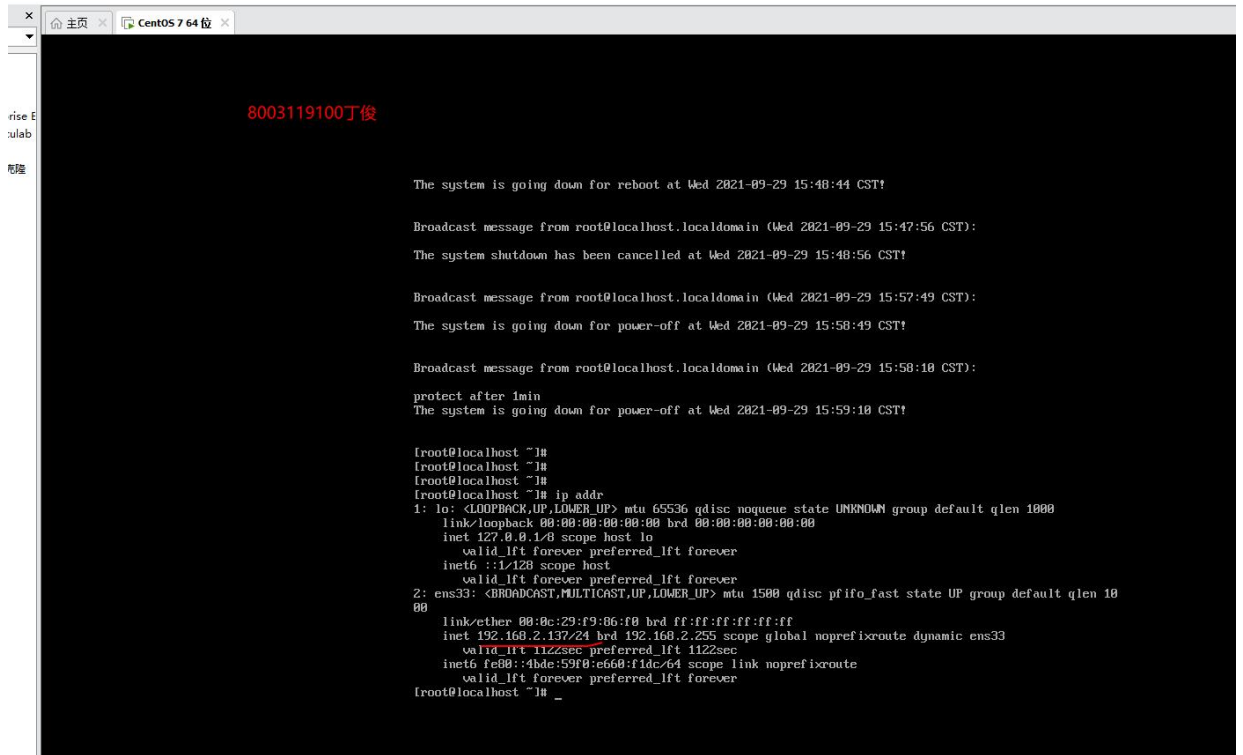 主页
CentOS 7 64 位
rise E
ulab
克隆
8003119100丁俊
The system is going down for reboot at Wed 2021-09-29 15:48:44 CST!
Broadcast message from root@localhost.localdomain (Wed 2021-09-29 15:47:56 CST):
The system shutdown has been cancelled at Wed 2021-09-29 15:48:56 CST!
Broadcast message from root@localhost.localdomain (Wed 2021-09-29 15:57:49 CST):
The system is going down for power-off at Wed 2021-09-29 15:58:49 CST!
Broadcast message from root@localhost.localdomain (Wed 2021-09-29 15:58:10 CST):
protect after 1min
The system is going down for power-off at Wed 2021-09-29 15:59:10 CST!
[root@localhost ~]#
[root@localhost ~]#
[root@localhost ~]#
[root@localhost ~]# ip addr
1: lo: <LOOPBACK,UP,LOWER_UP> mtu 65536 qdisc noqueue state UNKNOWN group default qlen 1000
link/loopback 00:00:00:00:00:00 brd 00:00:00:00:00:00
inet 127.0.0.1/8 scope host lo
valid_lft forever preferred_lft forever
inet6 ::1/128 scope host
valid_lft forever preferred_lft forever
2: ens33: <BROADCAST,MULTICAST,UP,LOWER_UP> mtu 1500 qdisc pfifo_fast state UP group default qlen 10
00
link/ether 00:0c:29:f9:86:f0 brd ff:ff:ff:ff:ff:ff
inet 192.168.2.137/24 brd 192.168.2.255 scope global noprefixroute dynamic ens33
valid_lft 1122sec preferred_lft 1122sec
inet6 fe80::4bde:59f0:e660:f1dc/64 scope link noprefixroute
valid_lft forever preferred_lft forever
[root@localhost ~]# _